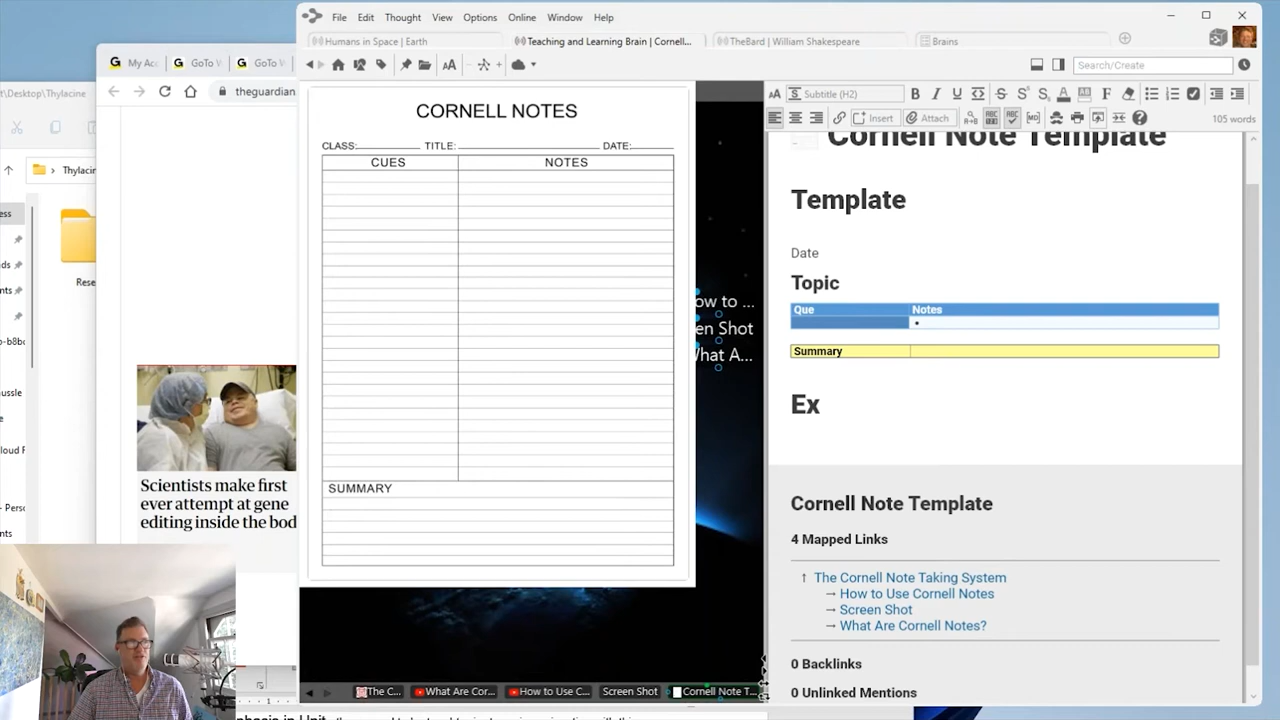 File Edit Thought View Options Online Window Help
Humans in Space | Earth
Teaching and Learning Brain | Cornell...
TheBard | William Shakespeare
Brains
Search/Create
My Acc
GoTo
GoTo
theguardian
t\Desktop\Thylacine
Thylacin
Rese
Scientists make first
ever attempt at gene
editing inside the bod
CORNELL NOTES
CLASS: TITLE: DATE:
CUES NOTES
SUMMARY
ow to ...
en Shot
What A...
The C...
What Are Cor...
How to Use C...
Screen Shot
Cornell Note T...
Subtitle (H2)
Insert
Attach
105 words
Cornell Note Template
Template
Date
Topic
Que Notes
Summary
Ex
Cornell Note Template
4 Mapped Links
↑ The Cornell Note Taking System
→ How to Use Cornell Notes
→ Screen Shot
→ What Are Cornell Notes?
0 Backlinks
0 Unlinked Mentions